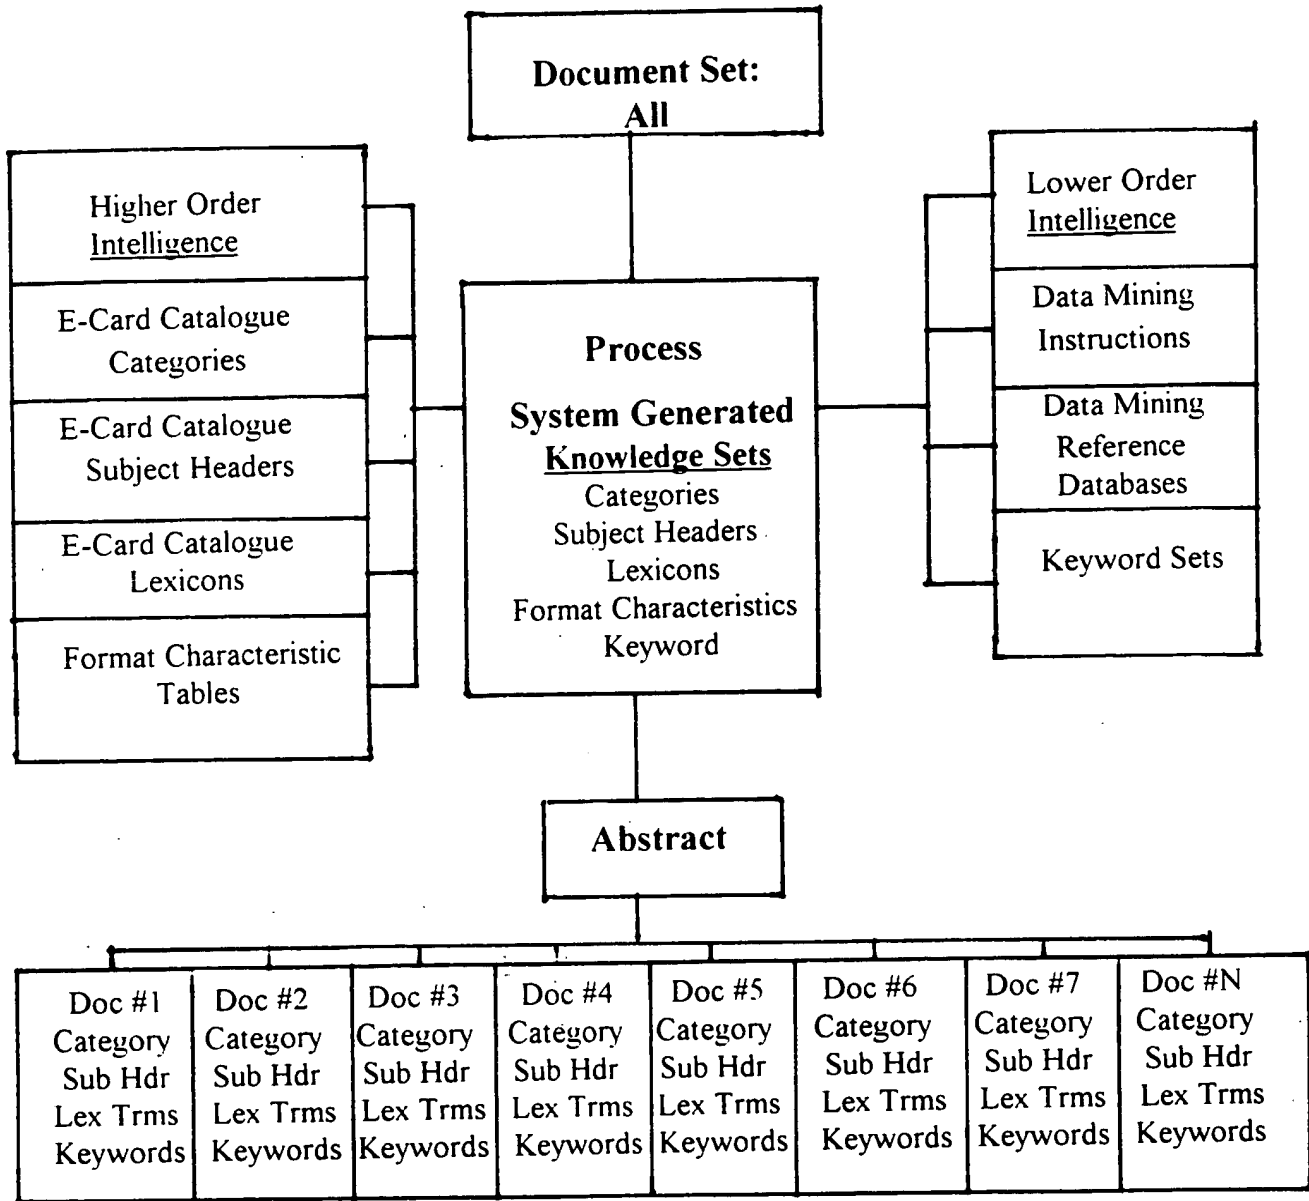 Document Set:
All
Higher Order
Intelligence
E-Card Catalogue
Categories
E-Card Catalogue
Subject Headers
E-Card Catalogue
Lexicons
Format Characteristic
Tables
Process
System Generated
Knowledge Sets
Categories
Subject Headers
Lexicons
Format Characteristics
Keyword
Lower Order
Intelligence
Data Mining
Instructions
Data Mining
Reference
Databases
Keyword Sets
Abstract
Doc #1
Category
Sub Hdr
Lex Trms
Keywords
Doc #2
Category
Sub Hdr
Lex Trms
Keywords
Doc #3
Category
Sub Hdr
Lex Trms
Keywords
Doc #4
Category
Sub Hdr
Lex Trms
Keywords
Doc #5
Category
Sub Hdr
Lex Trms
Keywords
Doc #6
Category
Sub Hdr
Lex Trms
Keywords
Doc #7
Category
Sub Hdr
Lex Trms
Keywords
Doc #N
Category
Sub Hdr
Lex Trms
Keywords